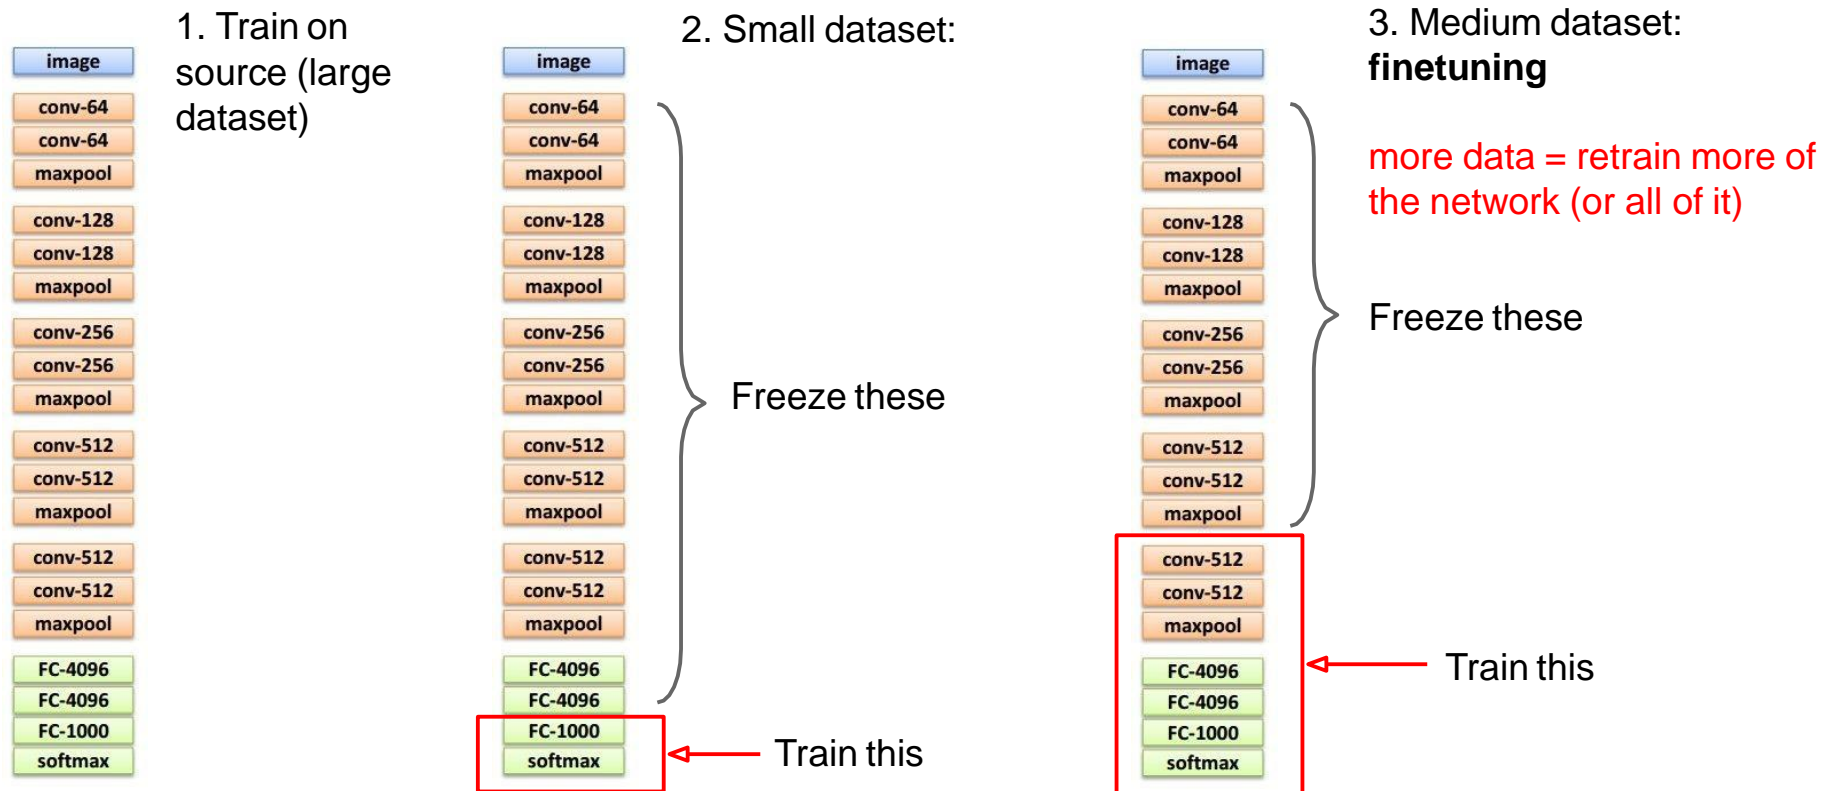 1. Train on
source (large
dataset)
image
conv-64
conv-64
maxpool
conv-128
conv-128
maxpool
conv-256
conv-256
maxpool
conv-512
conv-512
maxpool
conv-512
conv-512
maxpool
FC-4096
FC-4096
FC-1000
softmax
2. Small dataset:
image
conv-64
conv-64
maxpool
conv-128
conv-128
maxpool
conv-256
conv-256
maxpool
conv-512
conv-512
maxpool
conv-512
conv-512
maxpool
FC-4096
FC-4096
FC-1000
softmax
Freeze these
Train this
3. Medium dataset:
finetuning
more data = retrain more of
the network (or all of it)
image
conv-64
conv-64
maxpool
conv-128
conv-128
maxpool
conv-256
conv-256
maxpool
conv-512
conv-512
maxpool
conv-512
conv-512
maxpool
FC-4096
FC-4096
FC-1000
softmax
Freeze these
Train this